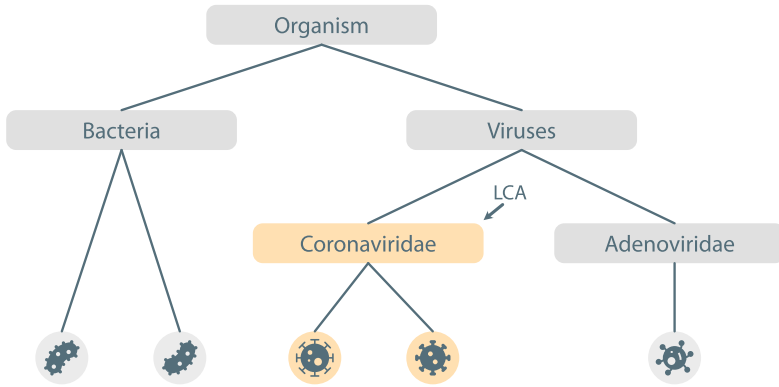 Organism
Bacteria
Viruses
LCA
Coronaviridae
Adenoviridae